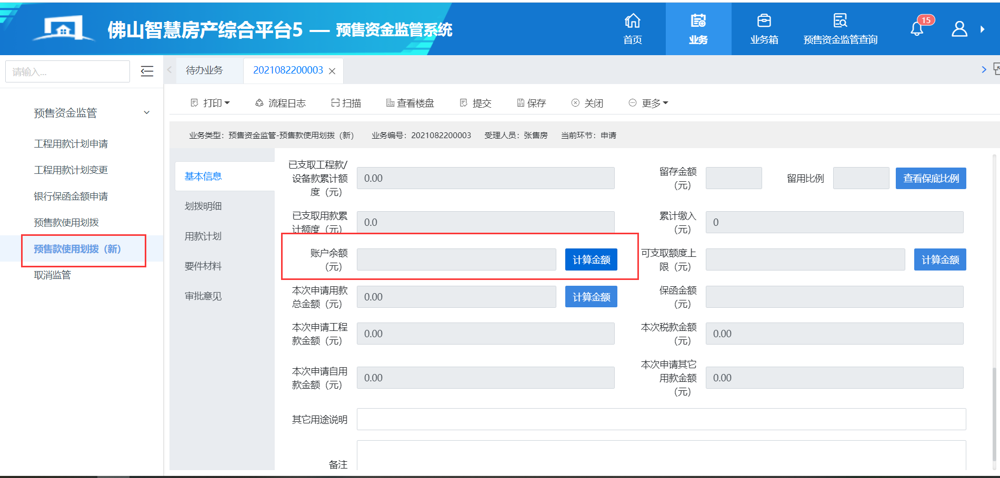 佛山智慧房产综合平台5 — 预售资金监管系统
首页
业务
业务箱
预售资金监管查询
15
请输入...
待办业务
2021082200003
预售资金监管
工程用款计划申请
工程用款计划变更
银行保函金额申请
预售款使用划拨
预售款使用划拨（新）
取消监管
打印
流程日志
扫描
查看楼盘
提交
保存
关闭
更多
业务类型：预售资金监管-预售款使用划拨（新） 业务编号：2021082200003 受理人员：张售房 当前环节：申请
基本信息
划拨明细
用款计划
要件材料
审批意见
已支取工程款/
设备款累计额
度（元）
0.00
留存金额
（元）
留用比例
查看保底比例
已支取用款累
计额度（元）
0.0
累计缴入
（元）
0
账户余额
（元）
计算金额
可支取额度上
限（元）
计算金额
本次申请用款
总金额（元）
0.00
计算金额
保函金额
（元）
本次申请工程
款金额（元）
0.00
本次税款金额
（元）
0.00
本次申请自用
款金额（元）
0.00
本次申请其它
用款金额
（元）
0.00
其它用途说明
备注